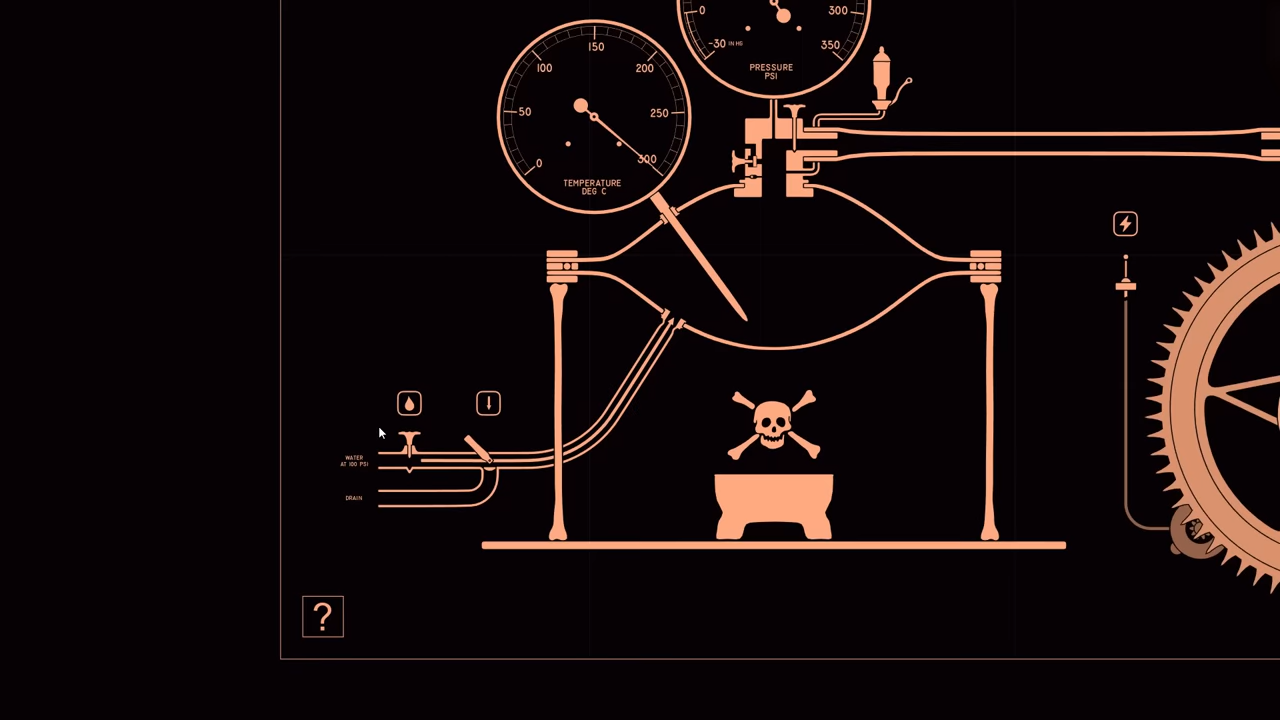 0
50
100
150
200
250
300
TEMPERATURE
DEG C
-30 IN HG
0
300
350
PRESSURE
PSI
WATER
AT 100 PSI
DRAIN
?